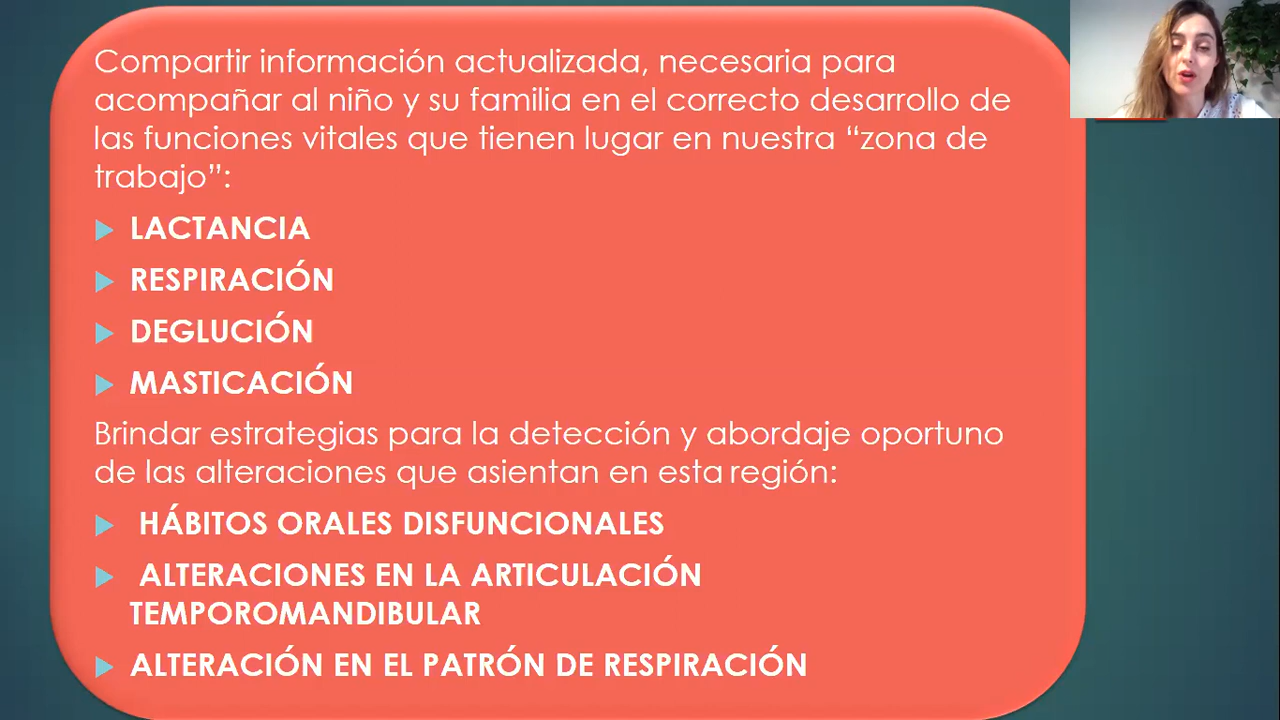 Compartir información actualizada, necesaria para
acompañar al niño y su familia en el correcto desarrollo de
las funciones vitales que tienen lugar en nuestra “zona de
trabajo”:
LACTANCIA
RESPIRACIÓN
DEGLUCIÓN
MASTICACIÓN
Brindar estrategias para la detección y abordaje oportuno
de las alteraciones que asientan en esta región:
HÁBITOS ORALES DISFUNCIONALES
ALTERACIONES EN LA ARTICULACIÓN
TEMPOROMANDIBULAR
ALTERACIÓN EN EL PATRÓN DE RESPIRACIÓN